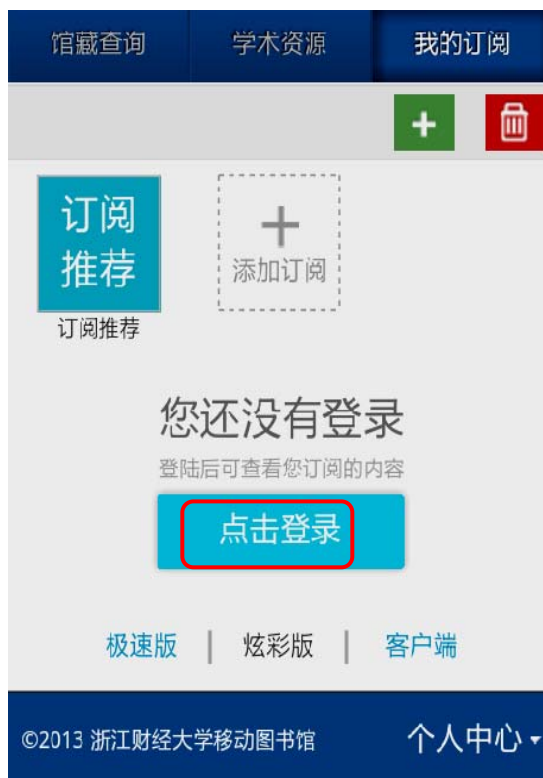 馆藏查询 学术资源 我的订阅
订阅
推荐
添加订阅
订阅推荐
您还没有登录
登陆后可查看您订阅的内容
点击登录
极速版 | 炫彩版 | 客户端
©2013 浙江财经大学移动图书馆 个人中心